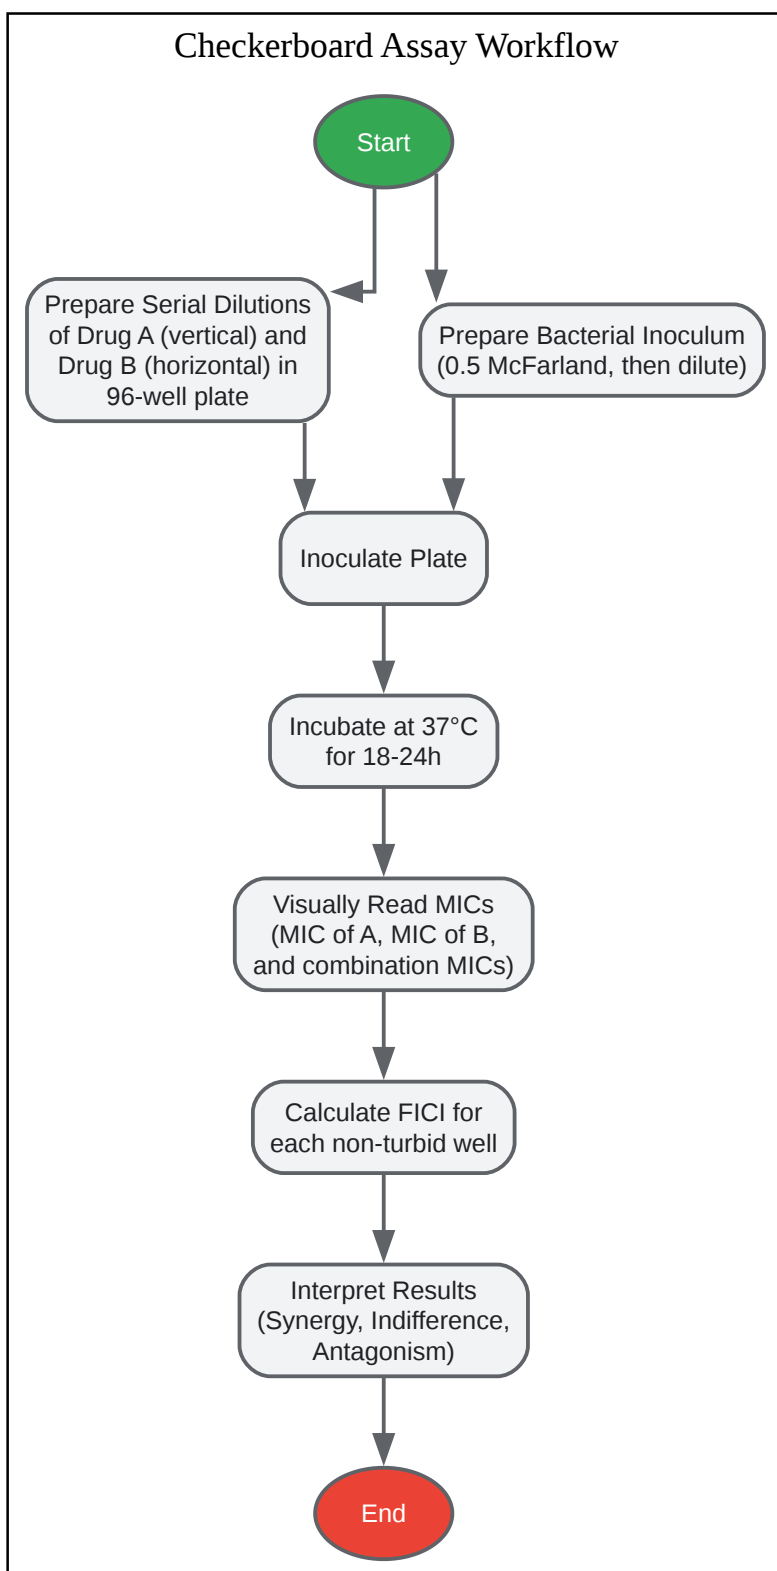 Checkerboard Assay Workflow
Start
Prepare Serial Dilutions
of Drug A (vertical) and
Drug B (horizontal) in
96-well plate
Prepare Bacterial Inoculum
(0.5 McFarland, then dilute)
Inoculate Plate
Incubate at 37°C
for 18-24h
Visually Read MICs
(MIC of A, MIC of B,
and combination MICs)
Calculate FICI for
each non-turbid well
Interpret Results
(Synergy, Indifference,
Antagonism)
End